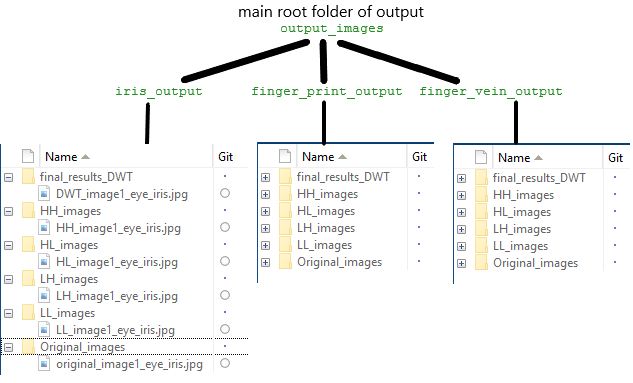 main root folder of output
output_images
iris_output
finger_print_output
finger_vein_output
Name Git
final_results_DWT
DWT_image1_eye_iris.jpg
HH_images
HH_image1_eye_iris.jpg
HL_images
HL_image1_eye_iris.jpg
LH_images
LH_image1_eye_iris.jpg
LL_images
LL_image1_eye_iris.jpg
Original_images
original_image1_eye_iris.jpg
Name Git
final_results_DWT
HH_images
HL_images
LH_images
LL_images
Original_images
Name Git
final_results_DWT
HH_images
HL_images
LH_images
LL_images
Original_images